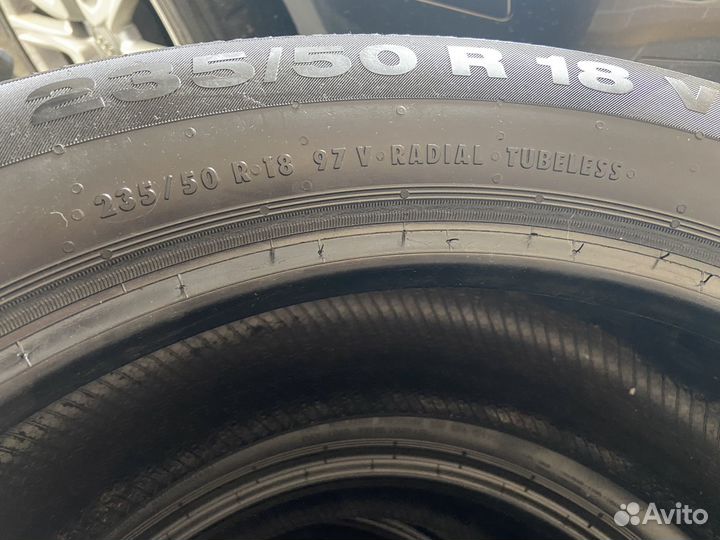 235/50 R 18 V
235/50 R·18 97 V·RADIAL·TUBELESS·
Avito